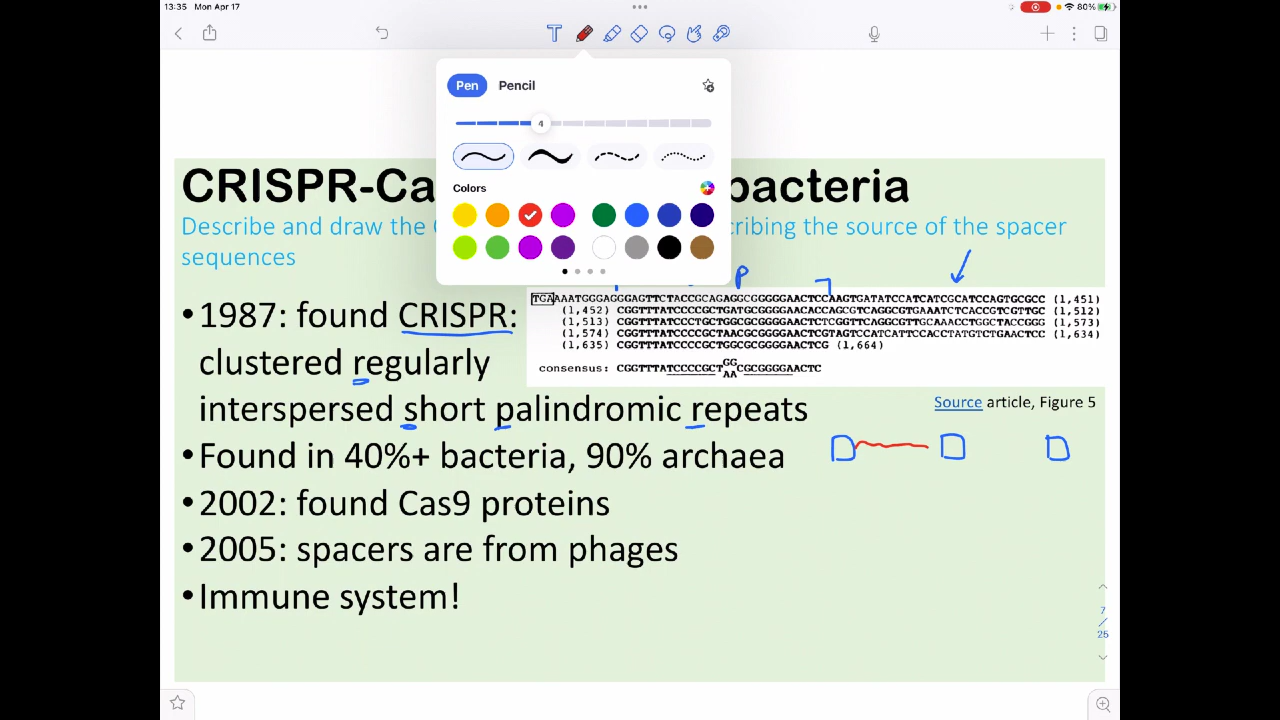 13:35 Mon Apr 17
80%
T
Pen Pencil
4
Colors
CRISPR-Ca bacteria
Describe and draw the cribing the source of the spacer
sequences
p
• 1987: found CRISPR:
clustered regularly
interspersed short palindromic repeats
• Found in 40%+ bacteria, 90% archaea
• 2002: found Cas9 proteins
• 2005: spacers are from phages
• Immune system!
TGAAAATGGGAGGGAGTTCTACCGCAGAGGCGGGGGAACTCCAAGTGATATCCATCATCGCATCCAGTGCGCC (1,451)
(1,452) CGGTTTATCCCCGCTGATGCGGGGAACACCAGCGTCAGGCGTGAAATCTCACCGTCGTTGC (1,512)
(1,513) CGGTTTATCCCCGCTGGCGCGGGGAACTCTCGGTTCAGGCGTTGCAAACCTGGCTACCGGG (1,573)
(1,574) CGGTTTATCCCCGCTAACGCGGGGAACTCGTAGTCCATCATTCCACCTATGTCTGAACTCC (1,634)
(1,635) CGGTTTATCCCCGCTGGCGCGGGGAACTCG (1,664)
consensus: CGGTTTATCCCCGCT GG CGCGGGGAACTC
AA
Source article, Figure 5
7
/
25